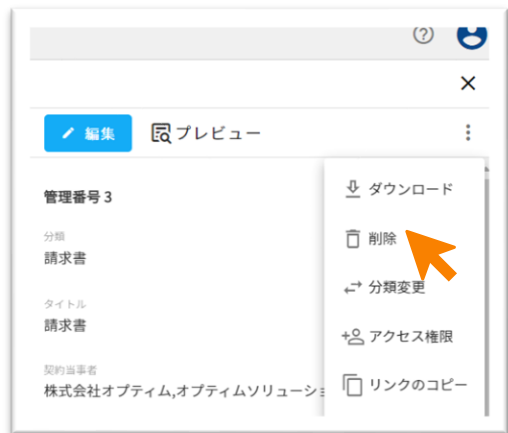 編集
プレビュー
管理番号 3
分類
請求書
タイトル
請求書
契約当事者
株式会社オプティム,オプティムソリューショ
ダウンロード
削除
分類変更
アクセス権限
リンクのコピー